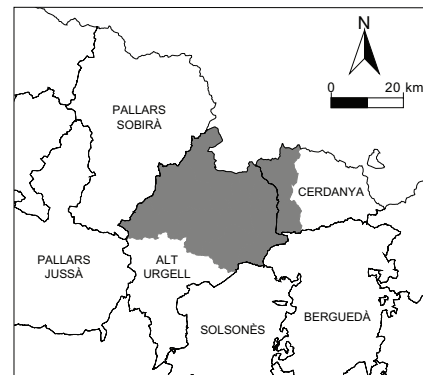 N
0 20 km
PALLARS
SOBIRÀ
CERDANYA
PALLARS
JUSSÀ
ALT
URGELL
SOLSONÈS
BERGUEDÀ